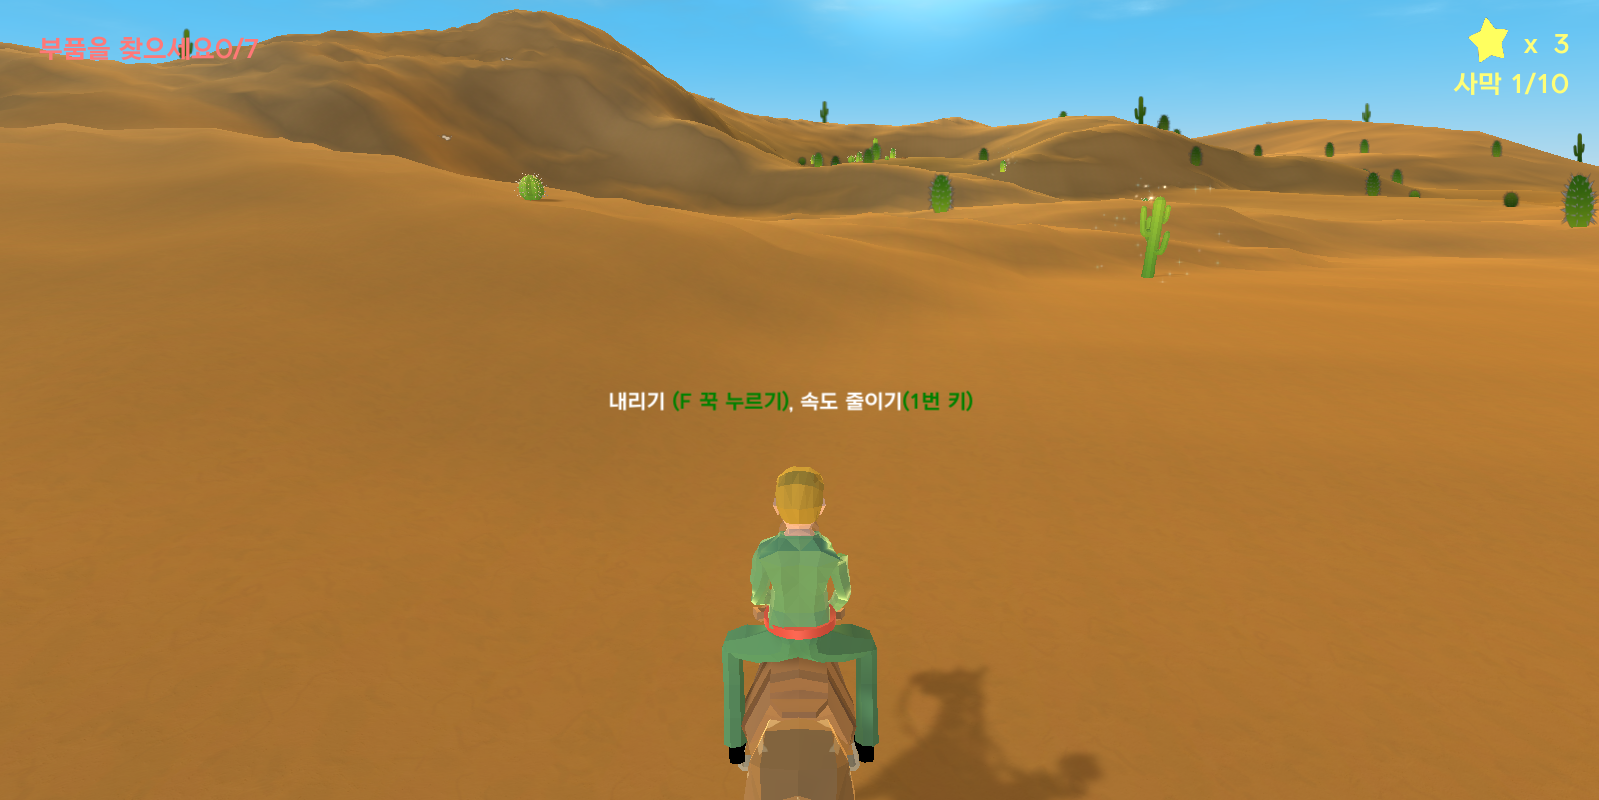 부품을 찾으세요0/7
x 3
사막 1/10
내리기 (F 꾹 누르기), 속도 줄이기(1번 키)